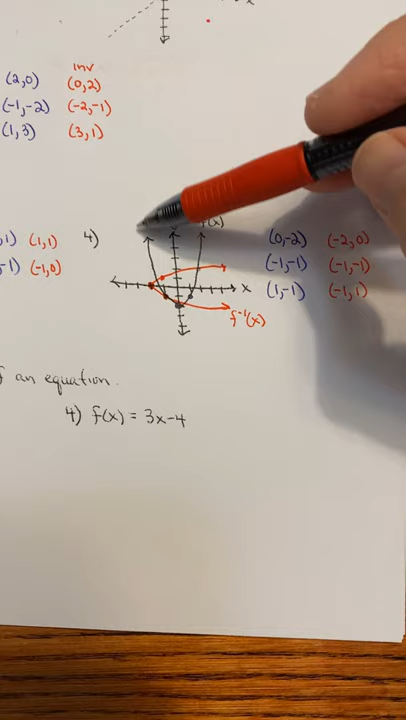 x
inv
(2,0) (0,2)
(-1,-2) (-2,-1)
(1,3) (3,1)
,1) (1,1) 4) (x) (0,-2) (-2,0)
-1) (-1,0) (-1,-1) (-1,-1)
x (1,-1) (-1,1)
f⁻¹(x)
f an equation.
4) f(x) = 3x-4